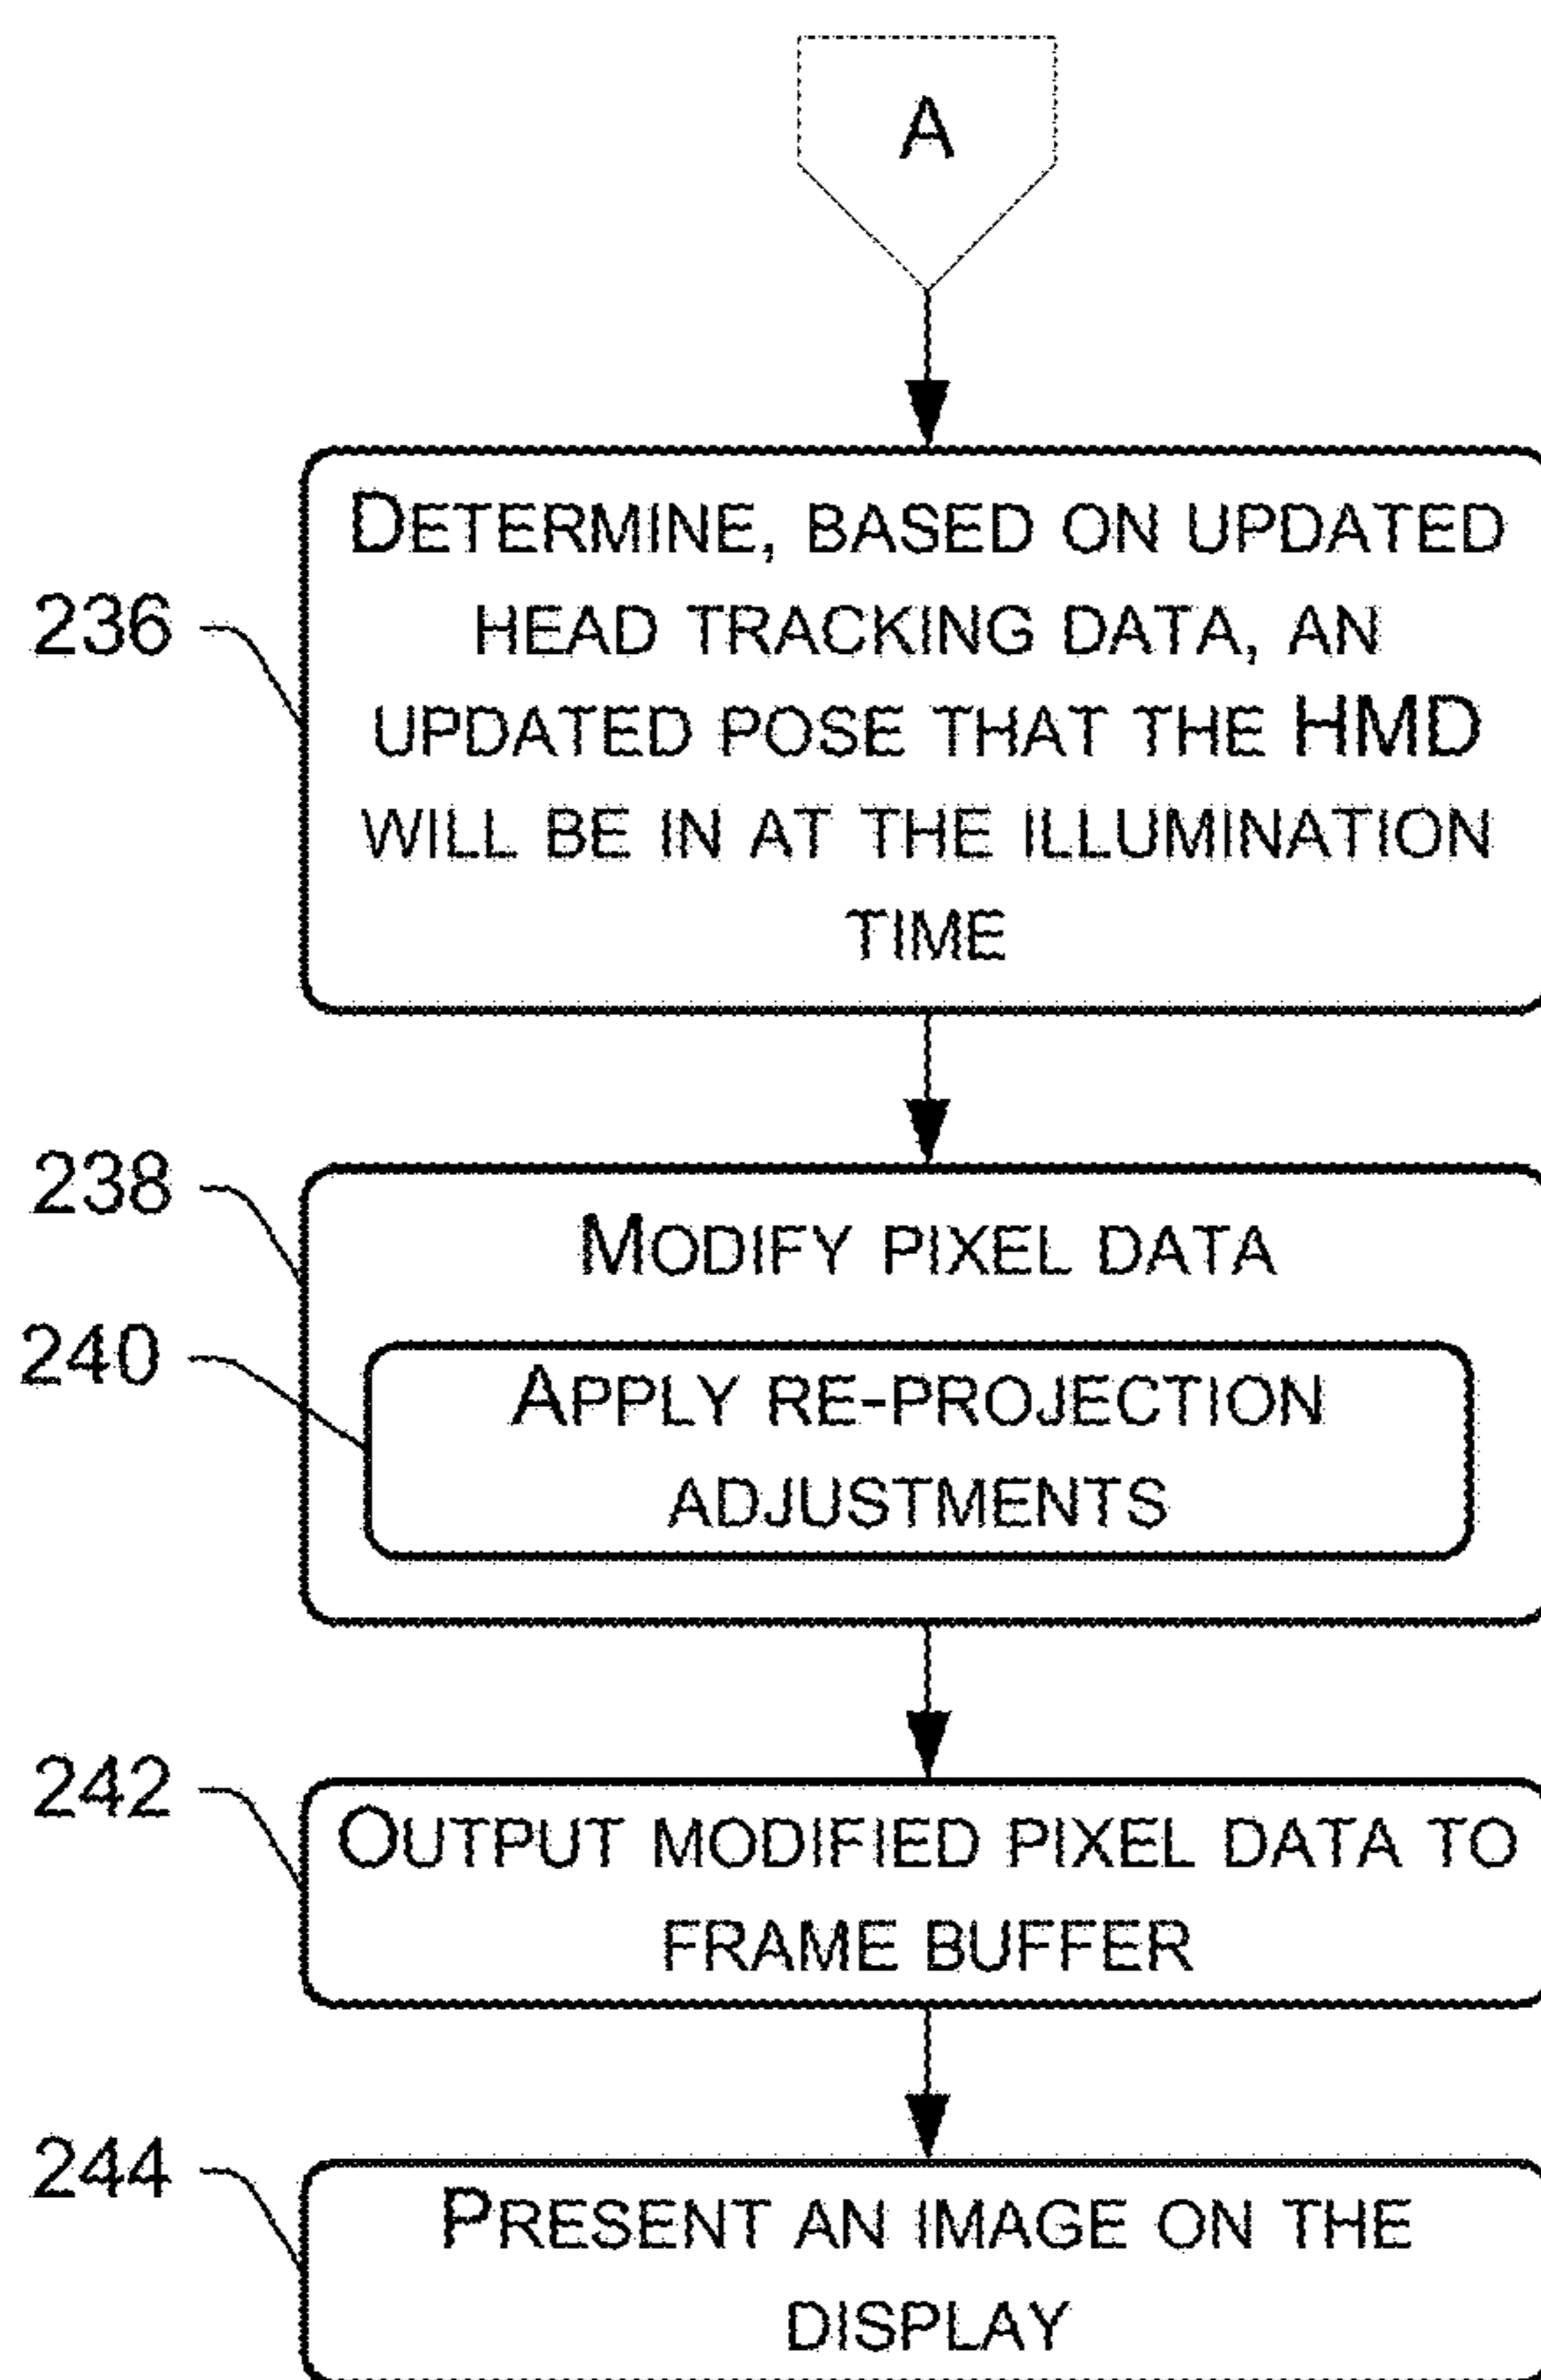 A
DETERMINE, BASED ON UPDATED
HEAD TRACKING DATA, AN
236
UPDATED POSE THAT THE HMD
WILL BE IN AT THE ILLUMINATION
TIME
238
MODIFY PIXEL DATA
240
APPLY RE-PROJECTION
ADJUSTMENTS
242
OUTPUT MODIFIED PIXEL DATA TO
FRAME BUFFER
244
PRESENT AN IMAGE ON THE
DISPLAY